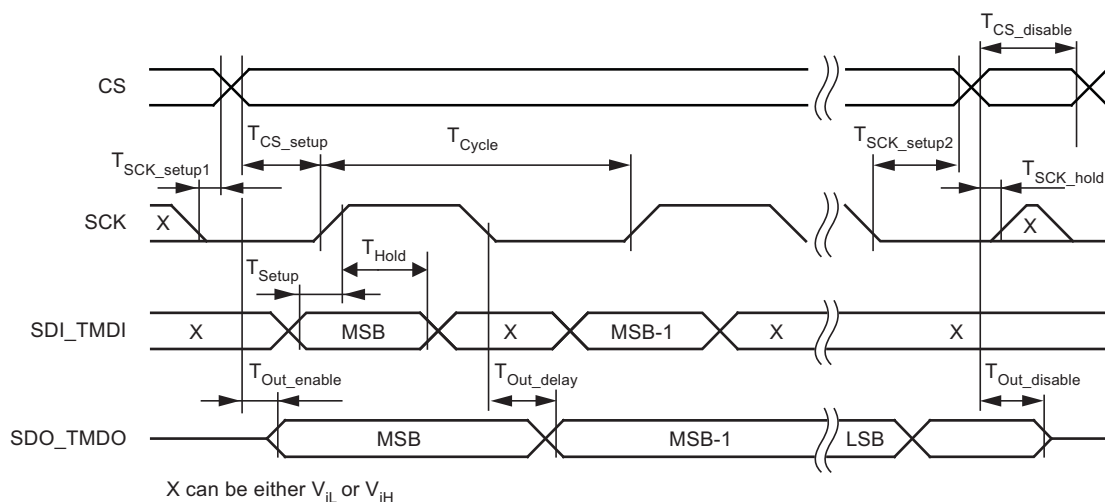 T_CS_disable
CS
T_CS_setup
T_Cycle
T_SCK_setup2
T_SCK_setup1
T_SCK_hold
SCK
X
X
T_Setup
T_Hold
SDI_TMDI
X
MSB
X
MSB-1
X
X
T_Out_enable
T_Out_delay
T_Out_disable
SDO_TMDO
MSB
MSB-1
LSB
X can be either V_iL or V_iH